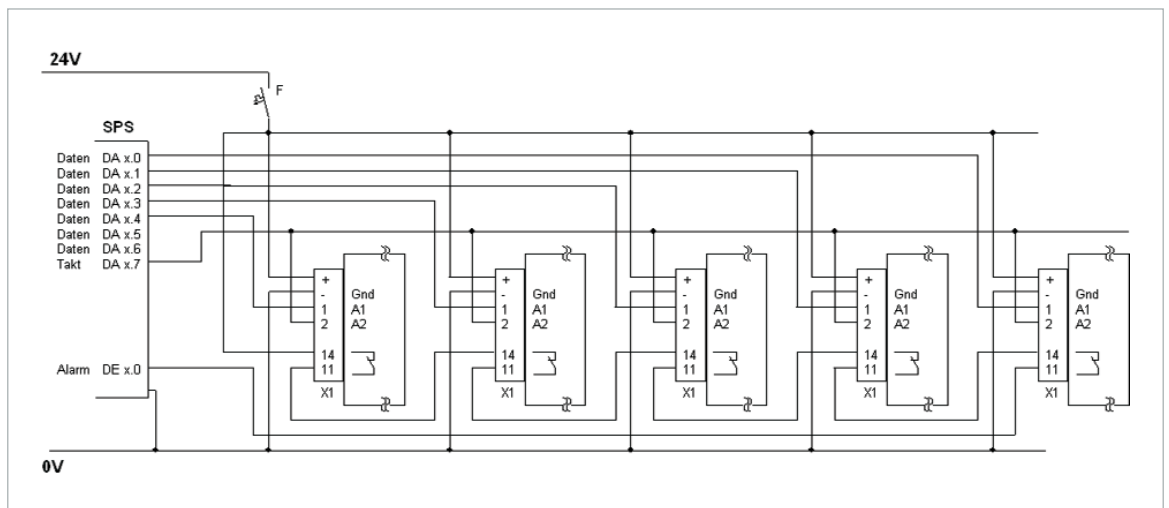 24V
F
SPS
Daten DA x.0
Daten DA x.1
Daten DA x.2
Daten DA x.3
Daten DA x.4
Daten DA x.5
Daten DA x.6
Takt DA x.7
Alarm DE x.0
+
-
1
2
14
11
Gnd
A1
A2
X1
+
-
1
2
14
11
Gnd
A1
A2
X1
+
-
1
2
14
11
Gnd
A1
A2
X1
+
-
1
2
14
11
Gnd
A1
A2
X1
+
-
1
2
14
11
Gnd
A1
A2
X1
0V